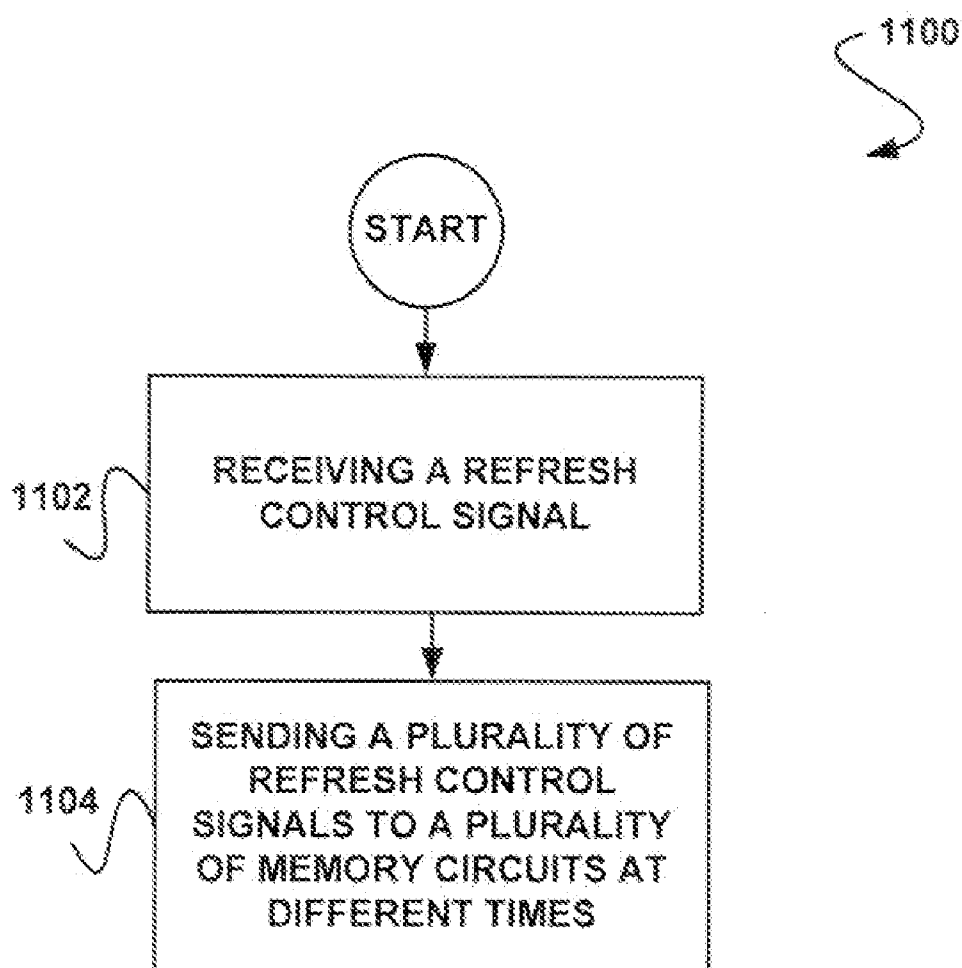 1100
START
RECEIVING A REFRESH
CONTROL SIGNAL
1102
SENDING A PLURALITY OF
REFRESH CONTROL
SIGNALS TO A PLURALITY
OF MEMORY CIRCUITS AT
DIFFERENT TIMES
1104